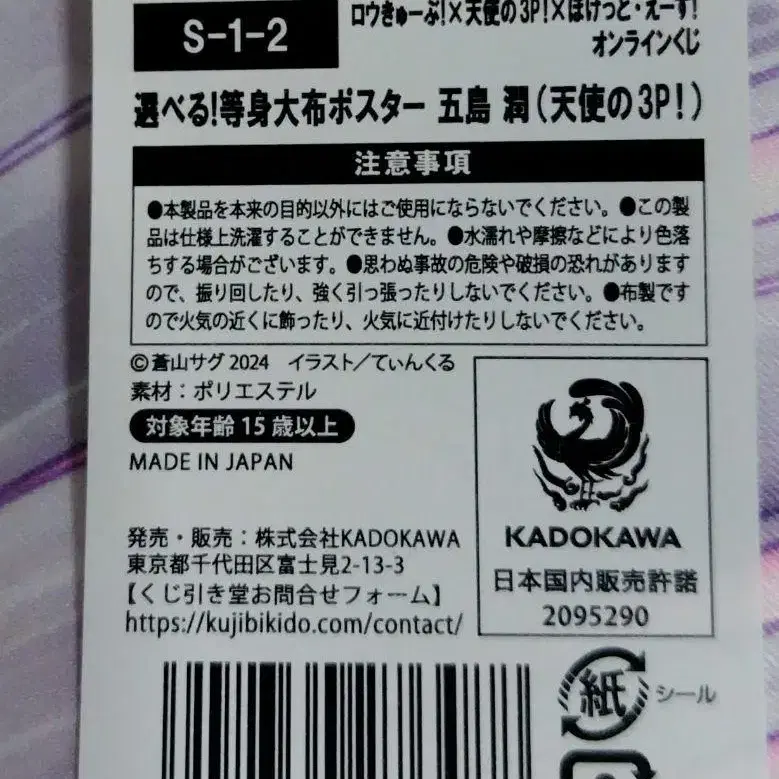 S-1-2
ロウきゅーぶ!×天使の3P!×ぽけっと・えーす!
オンラインくじ
選べる!等身大布ポスター 五島 潤(天使の3P!)
注意事項
●本製品を本来の目的以外にはご使用にならないでください。●この製
品は仕様上洗濯することができません。●水濡れや摩擦などにより色落
ちする場合がございます。●思わぬ事故の危険や破損の恐れがあります
ので、振り回したり、強く引っ張ったりしないでください。●布製です
ので火気の近くに飾ったり、火気に近付けたりしないでください。
©蒼山サグ 2024 イラスト/てぃんくる
素材:ポリエステル
対象年齢 15 歳以上
MADE IN JAPAN
発売・販売:株式会社KADOKAWA
東京都千代田区富士見2-13-3
【くじ引き堂お問合せフォーム】
https://kujibikido.com/contact/
KADOKAWA
日本国内販売許諾
2095290
紙
シール